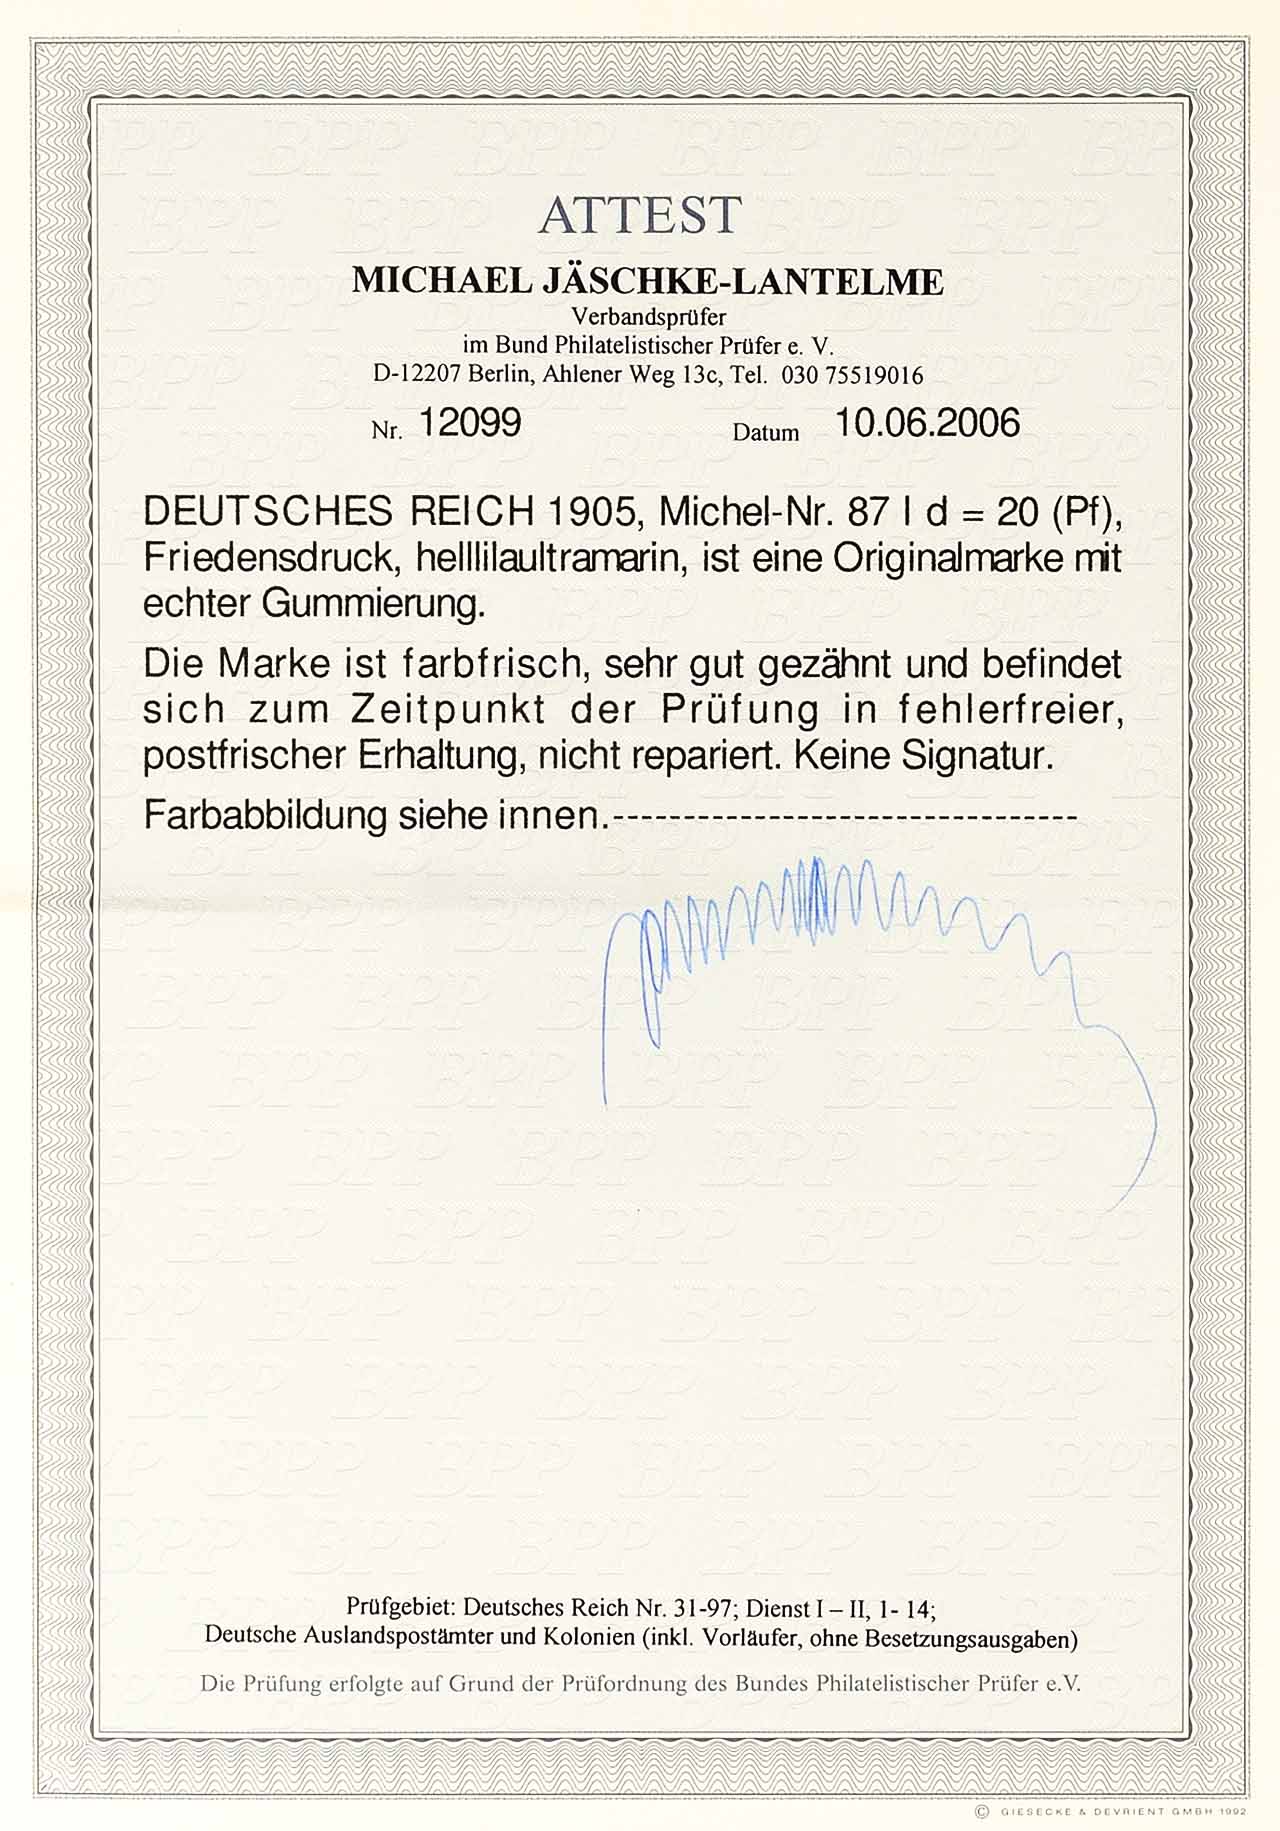 ATTEST
MICHAEL JÄSCHKE-LANTELME
Verbandsprüfer
im Bund Philatelistischer Prüfer e. V.
D-12207 Berlin, Ahlener Weg 13c, Tel. 030 75519016
Nr. 12099 Datum 10.06.2006
DEUTSCHES REICH 1905, Michel-Nr. 87 I d = 20 (Pf),
Friedensdruck, helllilaultramarin, ist eine Originalmarke mit
echter Gummierung.
Die Marke ist farbfrisch, sehr gut gezähnt und befindet
sich zum Zeitpunkt der Prüfung in fehlerfreier,
postfrischer Erhaltung, nicht repariert. Keine Signatur.
Farbabbildung siehe innen.---------------------------------
Prüfgebiet: Deutsches Reich Nr. 31-97; Dienst I – II, 1- 14;
Deutsche Auslandspostämter und Kolonien (inkl. Vorläufer, ohne Besetzungsausgaben)
Die Prüfung erfolgte auf Grund der Prüfordnung des Bundes Philatelistischer Prüfer e.V.
© GIESECKE & DEVRIENT GMBH 1992